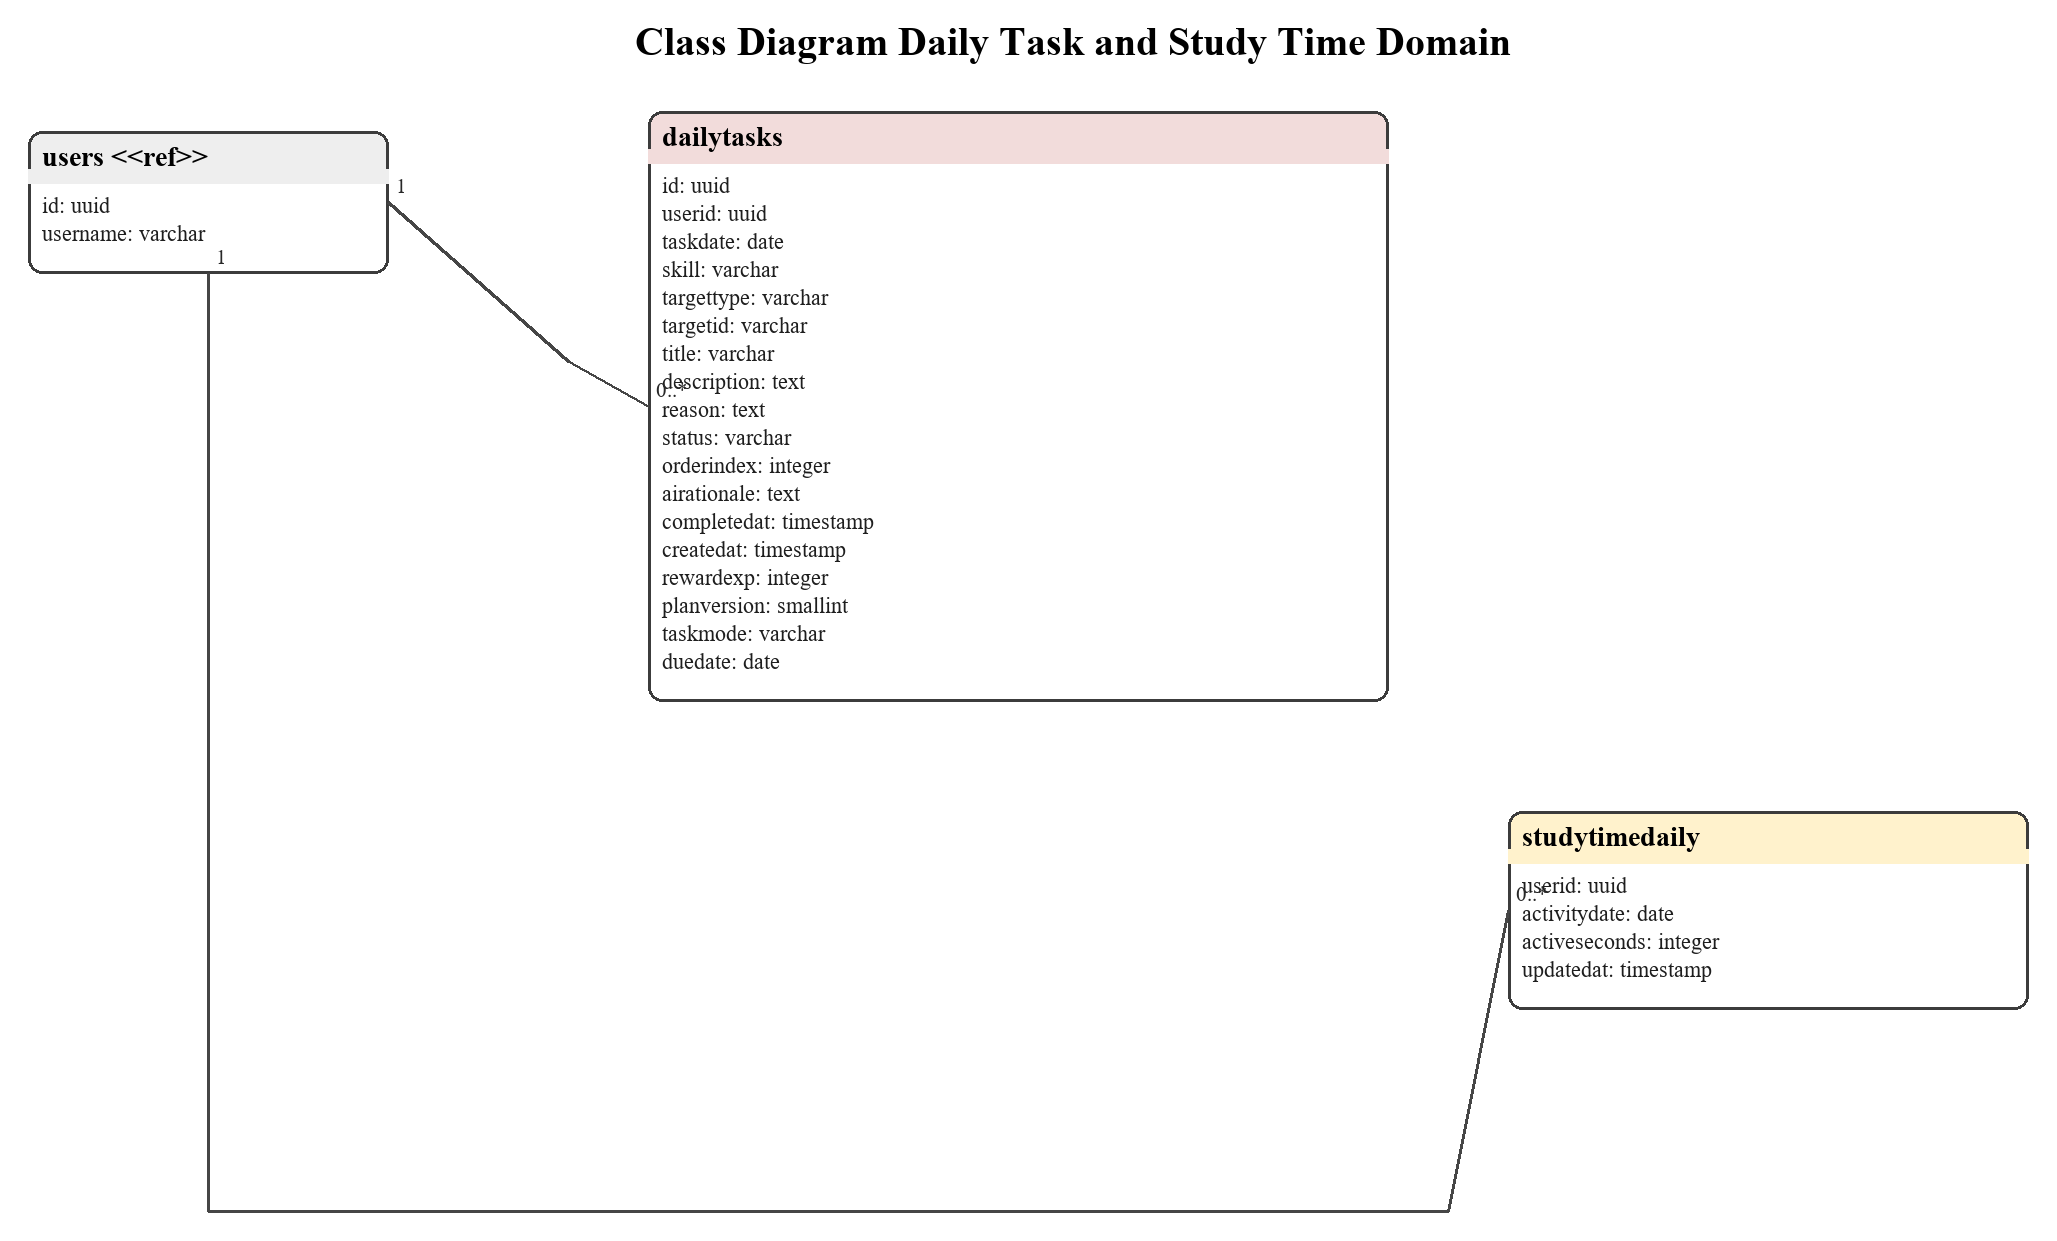 Class Diagram Daily Task and Study Time Domain
users <<ref>>
id: uuid
username: varchar
1
1
dailytasks
id: uuid
userid: uuid
taskdate: date
skill: varchar
targettype: varchar
targetid: varchar
title: varchar
description: text
0..*
reason: text
status: varchar
orderindex: integer
airationale: text
completedat: timestamp
createdat: timestamp
rewardexp: integer
planversion: smallint
taskmode: varchar
duedate: date
studytimedaily
userid: uuid
0..*
activitydate: date
activeseconds: integer
updatedat: timestamp